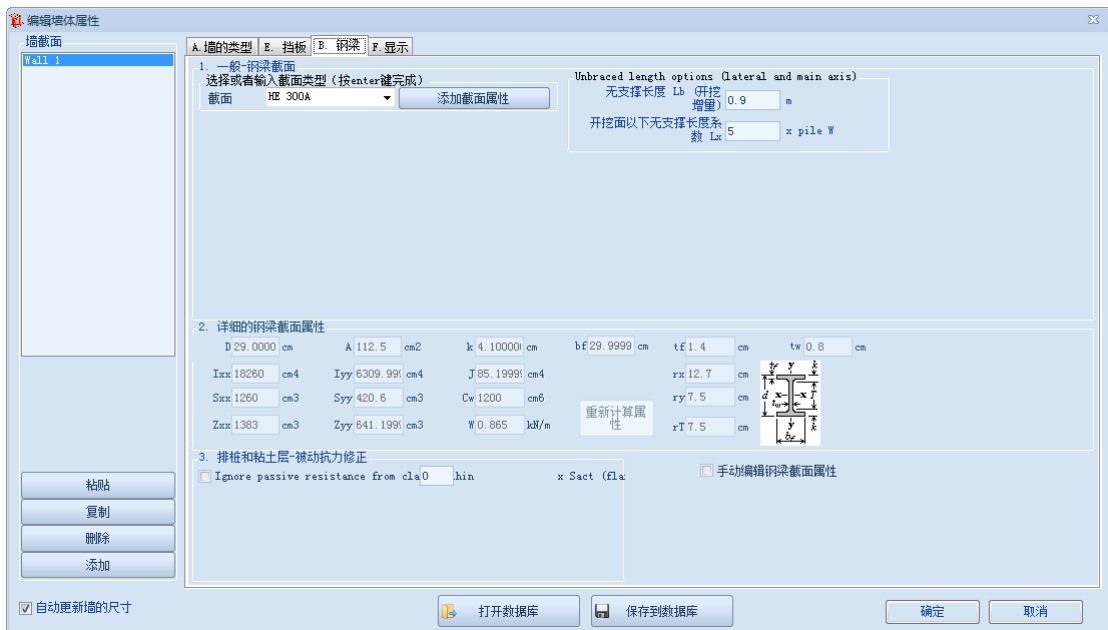 编辑墙体属性
墙截面
Wall 1
A.墙的类型 E. 挡板 B. 钢梁 F.显示
1. 一般-钢梁截面
选择或者输入截面类型（按enter键完成）
截面 HE 300A 添加截面属性
Unbraced length options (lateral and main axis)
无支撑长度 Lb （开挖增量） 0.9 m
开挖面以下无支撑长度系数 Lx 5 x pile W
2. 详细的钢梁截面属性
D 29.0000 cm A 112.5 cm2 k 4.10000 cm bf 29.9999 cm tf 1.4 cm tw 0.8 cm
Ixx 18260 cm4 Iyy 6309.999 cm4 J 85.1999 cm4 rx 12.7 cm
Sxx 1260 cm3 Syy 420.6 cm3 Cw 1200 cm6 重新计算属性 ry 7.5 cm
Zxx 1383 cm3 Zyy 641.199 cm3 W 0.865 kN/m rT 7.5 cm
tf y k
d x x T
tw
y k
bf
3. 排桩和粘土层-被动抗力修正
Ignore passive resistance from cla 0 hin x Sact (fla
手动编辑钢梁截面属性
粘贴
复制
删除
添加
自动更新墙的尺寸
打开数据库 保存到数据库 确定 取消